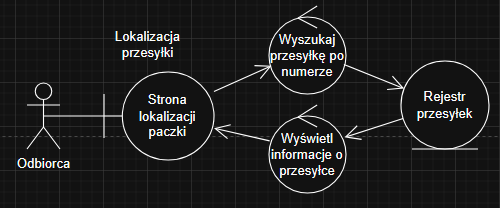 Lokalizacja
przesyłki
Wyszukaj
przesyłkę po
numerze
Strona
lokalizacji
paczki
Rejestr
przesyłek
Wyświetl
informacje o
przesyłce
Odbiorca